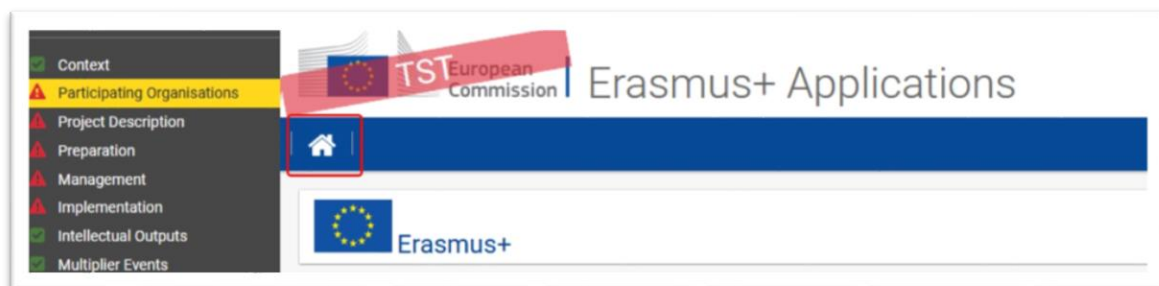 Context
Participating Organisations
Project Description
Preparation
Management
Implementation
Intellectual Outputs
Multiplier Events
TST
European
Commission
Erasmus+ Applications
Erasmus+